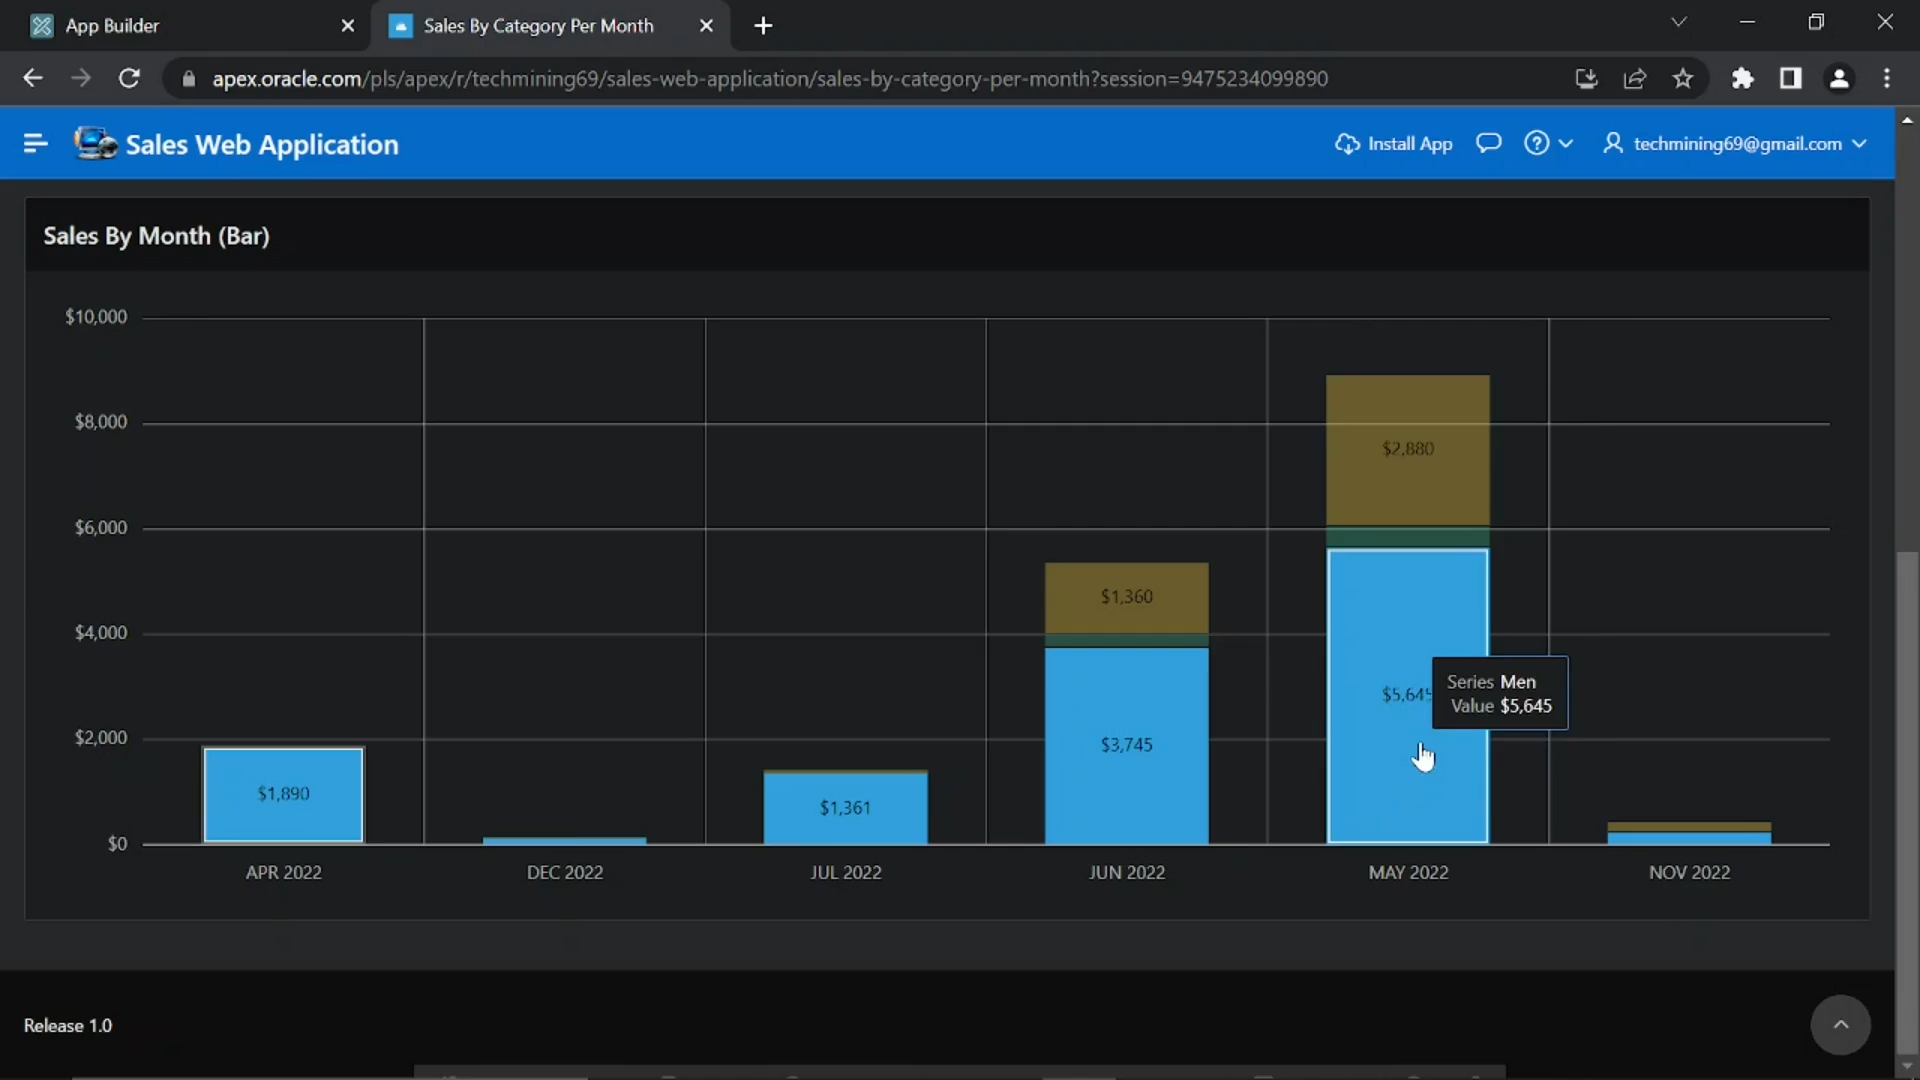 App Builder
Sales By Category Per Month
apex.oracle.com/pls/apex/r/techmining69/sales-web-application/sales-by-category-per-month?session=9475234099890
Sales Web Application
Install App
techmining69@gmail.com
Sales By Month (Bar)
$10,000
$8,000
$6,000
$4,000
$2,000
$0
$2,880
$1,360
$5,645
Series Men
Value $5,645
$3,745
$1,890
$1,361
APR 2022
DEC 2022
JUL 2022
JUN 2022
MAY 2022
NOV 2022
Release 1.0